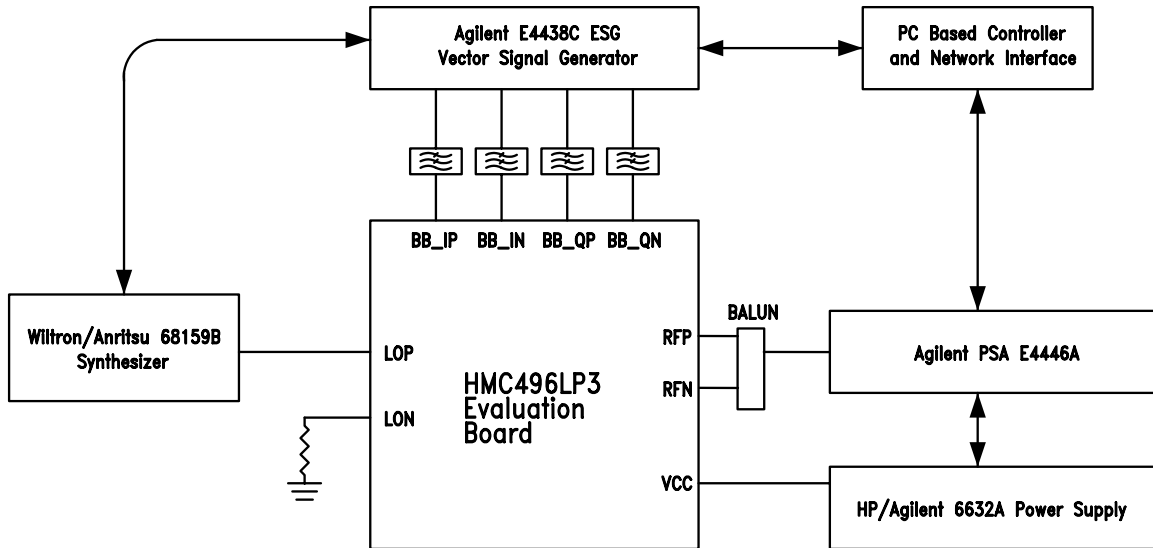 Agilent E4438C ESG
Vector Signal Generator
PC Based Controller
and Network Interface
BB_IP BB_IN BB_QP BB_QN
Wiltron/Anritsu 68159B
Synthesizer
LOP
LON
HMC496LP3
Evaluation
Board
RFP
RFN
VCC
BALUN
Agilent PSA E4446A
HP/Agilent 6632A Power Supply